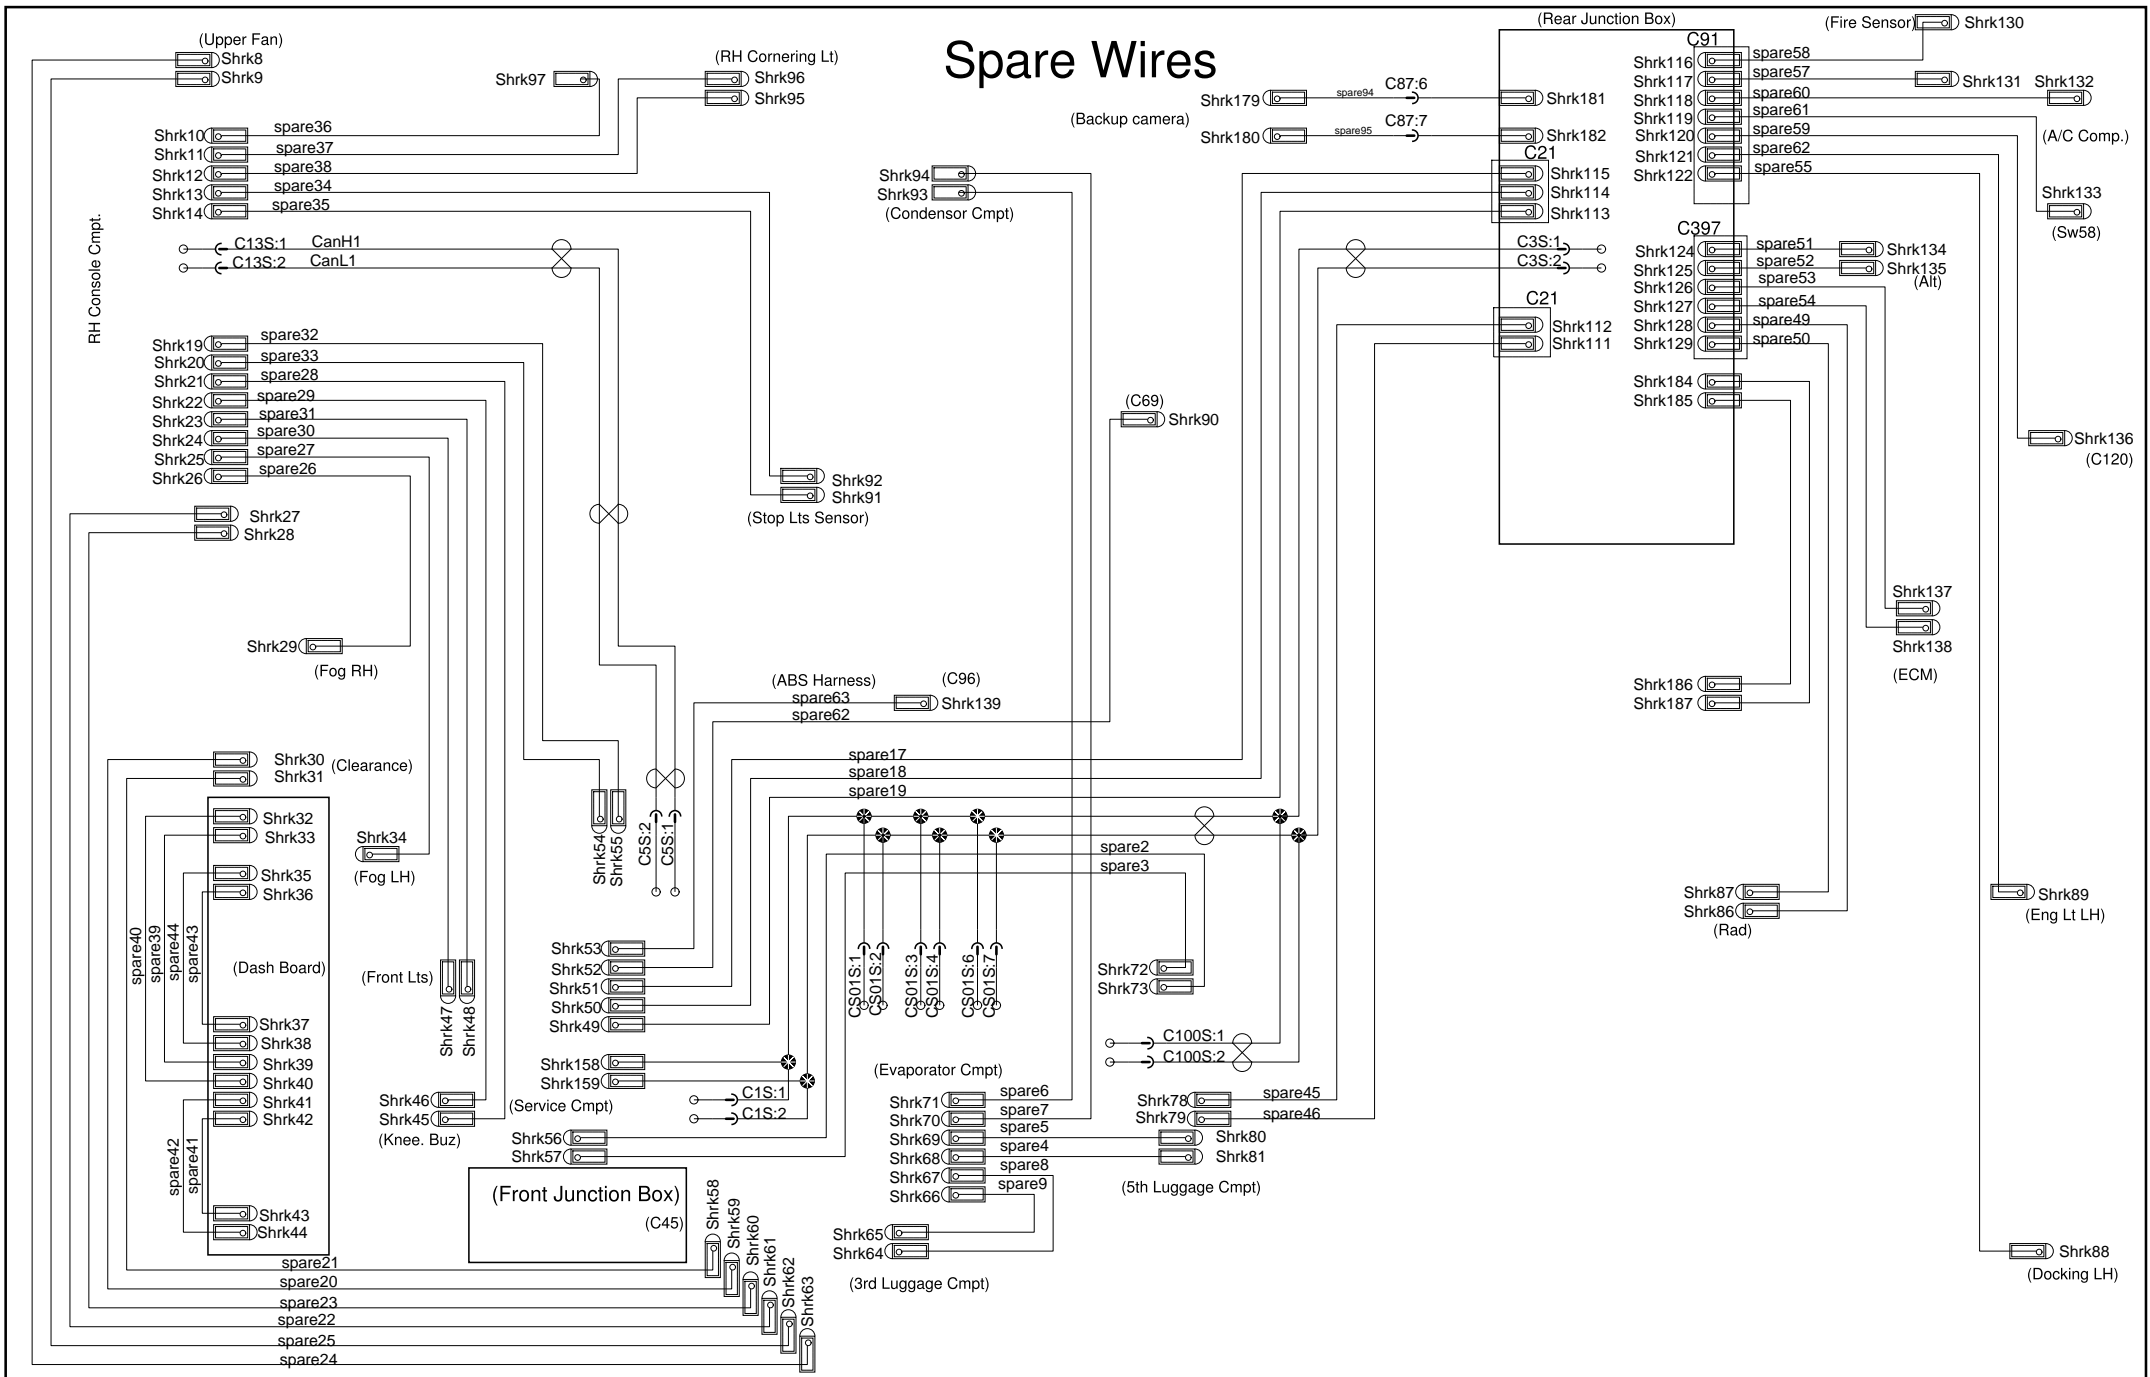 Spare Wires
(Upper Fan)
Shrk8
Shrk9
Shrk97
(RH Cornering Lt)
Shrk96
Shrk95
Shrk10 spare36
Shrk11 spare37
Shrk12 spare38
Shrk13 spare34
Shrk14 spare35
RH Console Cmpt.
C13S:1 CanH1
C13S:2 CanL1
Shrk19 spare32
Shrk20 spare33
Shrk21 spare28
Shrk22 spare29
Shrk23 spare31
Shrk24 spare30
Shrk25 spare27
Shrk26 spare26
Shrk27
Shrk28
Shrk29
(Fog RH)
Shrk30
(Clearance)
Shrk31
Shrk32
Shrk33
Shrk34
(Fog LH)
Shrk35
Shrk36
spare40
spare39
spare44
spare43
(Dash Board)
(Front Lts)
Shrk47
Shrk48
Shrk37
Shrk38
Shrk39
Shrk40
Shrk41
Shrk42
spare42
spare41
Shrk43
Shrk44
Shrk46
Shrk45
(Knee. Buz)
spare21
spare20
spare23
spare22
spare25
spare24
(Front Junction Box)
(C45)
Shrk58
Shrk59
Shrk60
Shrk61
Shrk62
Shrk63
Shrk54
Shrk55
C5S:2
C5S:1
Shrk53
Shrk52
Shrk51
Shrk50
Shrk49
Shrk158
Shrk159
(Service Cmpt)
C1S:1
C1S:2
Shrk56
Shrk57
Shrk92
Shrk91
(Stop Lts Sensor)
Shrk94
Shrk93
(Condensor Cmpt)
(C69)
Shrk90
(ABS Harness)
(C96)
spare63
Shrk139
spare62
spare17
spare18
spare19
spare2
spare3
CS01S:1
CS01S:2
CS01S:3
CS01S:4
CS01S:6
CS01S:7
Shrk72
Shrk73
C100S:1
C100S:2
(Evaporator Cmpt)
Shrk71 spare6
Shrk70 spare7
Shrk69 spare5
Shrk68 spare4
Shrk67 spare8
Shrk66 spare9
Shrk65
Shrk64
(3rd Luggage Cmpt)
Shrk78 spare45
Shrk79 spare46
Shrk80
Shrk81
(5th Luggage Cmpt)
(Rear Junction Box)
Shrk179 spare94 C87:6 Shrk181
(Backup camera)
Shrk180 spare95 C87:7 Shrk182
C21
Shrk115
Shrk114
Shrk113
C3S:1
C3S:2
C21
Shrk112
Shrk111
C91
Shrk116 spare58
Shrk117 spare57
Shrk118 spare60
Shrk119 spare61
Shrk120 spare59
Shrk121 spare62
Shrk122 spare55
C397
Shrk124 spare51
Shrk125 spare52
Shrk126 spare53
Shrk127 spare54
Shrk128 spare49
Shrk129 spare50
Shrk184
Shrk185
Shrk186
Shrk187
(Fire Sensor)
Shrk130
Shrk131
Shrk132
(A/C Comp.)
Shrk133
(Sw58)
Shrk134
Shrk135
(Alt)
Shrk136
(C120)
Shrk137
Shrk138
(ECM)
Shrk87
Shrk86
(Rad)
Shrk89
(Eng Lt LH)
Shrk88
(Docking LH)